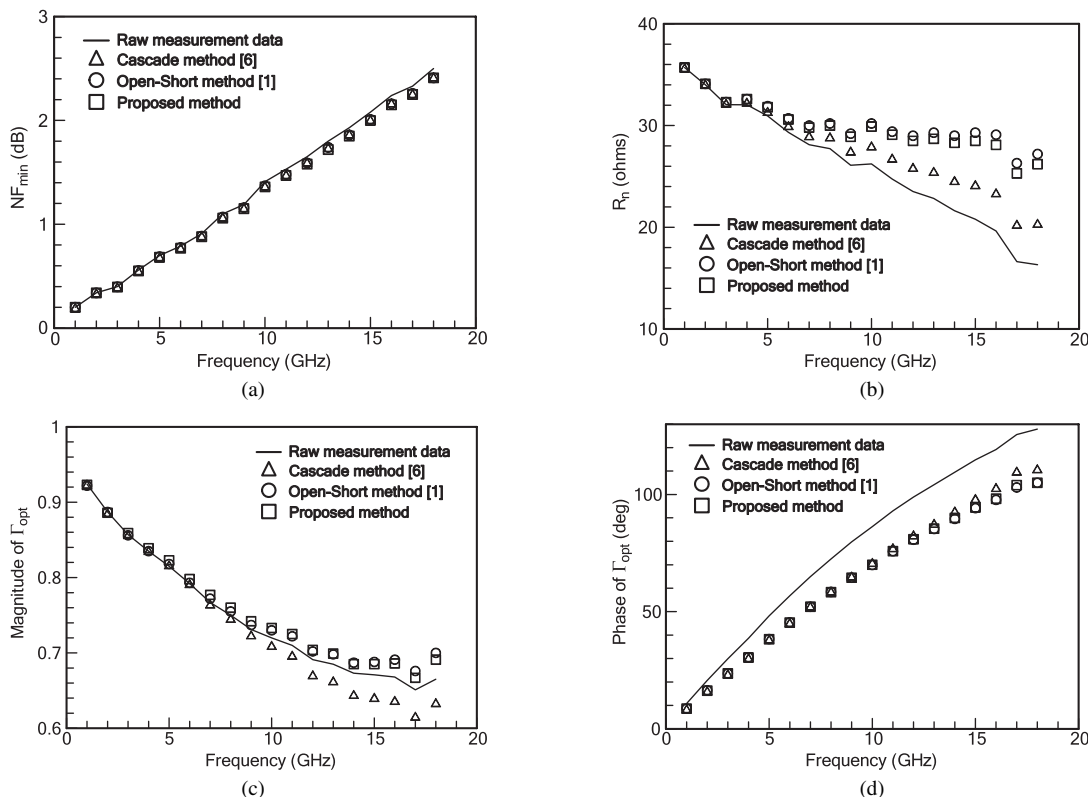 3
2
1
0
NFmin (dB)
Raw measurement data
Cascade method [6]
Open-Short method [1]
Proposed method
5
10
15
20
Frequency (GHz)
(a)
40
30
20
10
Rn (ohms)
Raw measurement data
Cascade method [6]
Open-Short method [1]
Proposed method
0
5
10
15
20
Frequency (GHz)
(b)
1
0.9
0.8
0.7
0.6
Magnitude of Γopt
Raw measurement data
Cascade method [6]
Open-Short method [1]
Proposed method
0
5
10
15
20
Frequency (GHz)
(c)
100
50
0
Phase of Γopt (deg)
Raw measurement data
Cascade method [6]
Open-Short method [1]
Proposed method
0
5
10
15
20
Frequency (GHz)
(d)